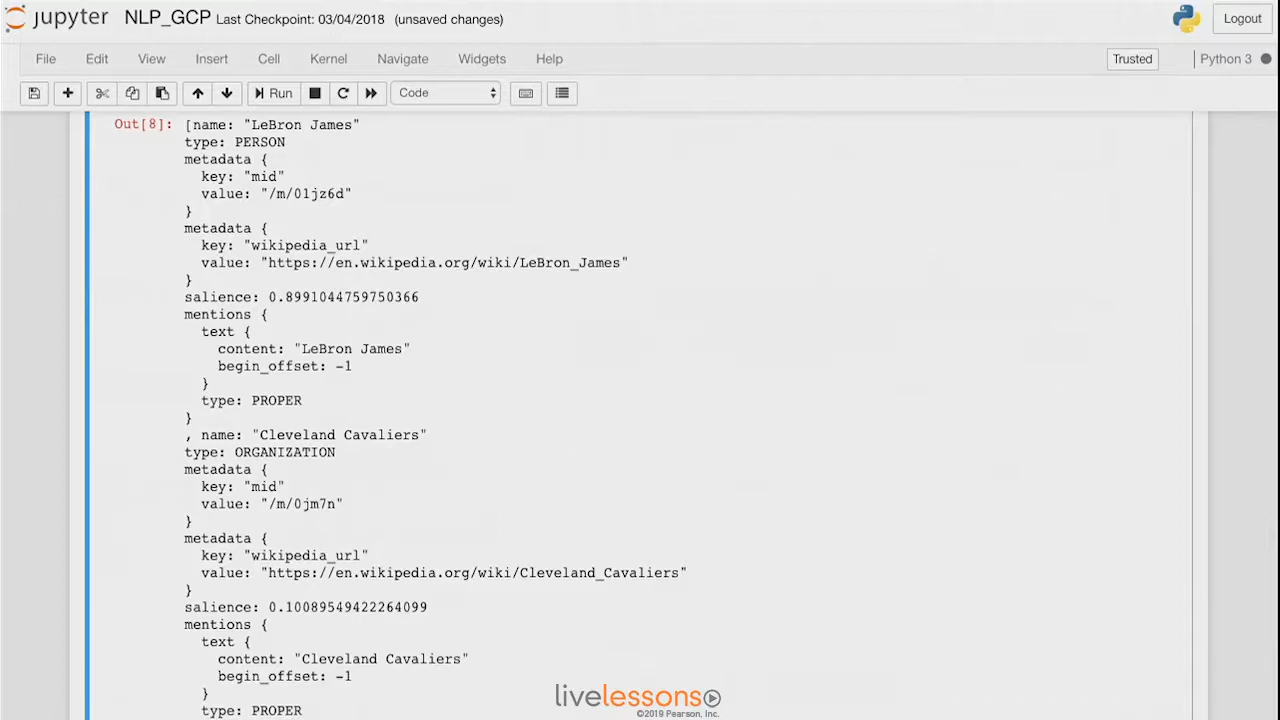 jupyter NLP_GCP Last Checkpoint: 03/04/2018 (unsaved changes) Logout
File Edit View Insert Cell Kernel Navigate Widgets Help Trusted Python 3
Run Code
Out[8]: [name: "LeBron James"
type: PERSON
metadata {
key: "mid"
value: "/m/01jz6d"
}
metadata {
key: "wikipedia_url"
value: "https://en.wikipedia.org/wiki/LeBron_James"
}
salience: 0.8991044759750366
mentions {
text {
content: "LeBron James"
begin_offset: -1
}
type: PROPER
}
, name: "Cleveland Cavaliers"
type: ORGANIZATION
metadata {
key: "mid"
value: "/m/0jm7n"
}
metadata {
key: "wikipedia_url"
value: "https://en.wikipedia.org/wiki/Cleveland_Cavaliers"
}
salience: 0.10089549422264099
mentions {
text {
content: "Cleveland Cavaliers"
begin_offset: -1
}
type: PROPER
livelessons
©2019 Pearson, Inc.